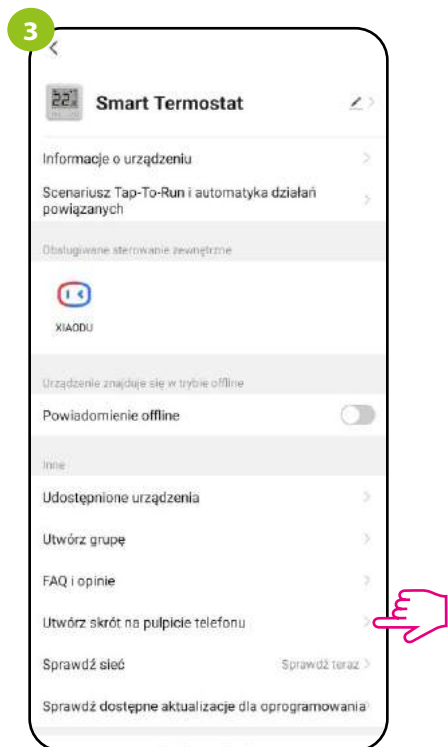 3
Smart Termostat
Informacje o urządzeniu
Scenariusz Tap-To-Run i automatyka działań
powiązanych
Obsługiwane sterowanie zewnętrzne
XIAODU
Urządzenie znajduje się w trybie offline
Powiadomienie offline
Inne
Udostępnione urządzenia
Utwórz grupę
FAQ i opinie
Utwórz skrót na pulpicie telefonu
Sprawdź sieć Sprawdź teraz
Sprawdź dostępne aktualizacje dla oprogramowania